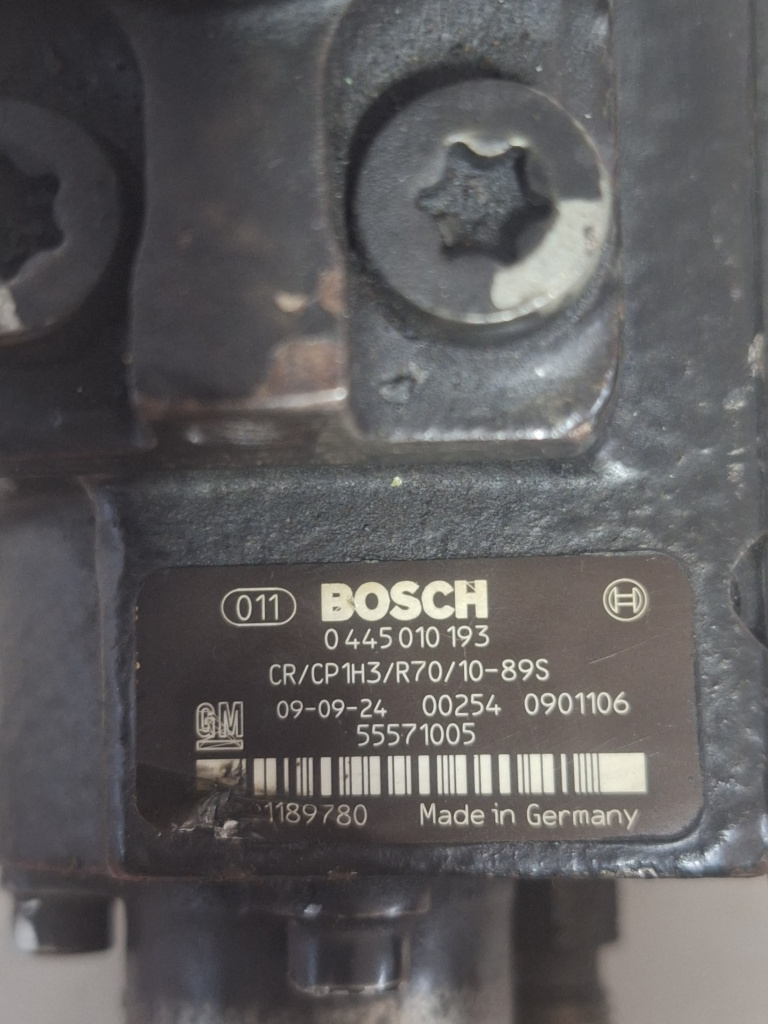 011 BOSCH
0 445 010 193
CR/CP1H3/R70/10-89S
GM 09-09-24 00254 0901106
55571005
1189780 Made in Germany